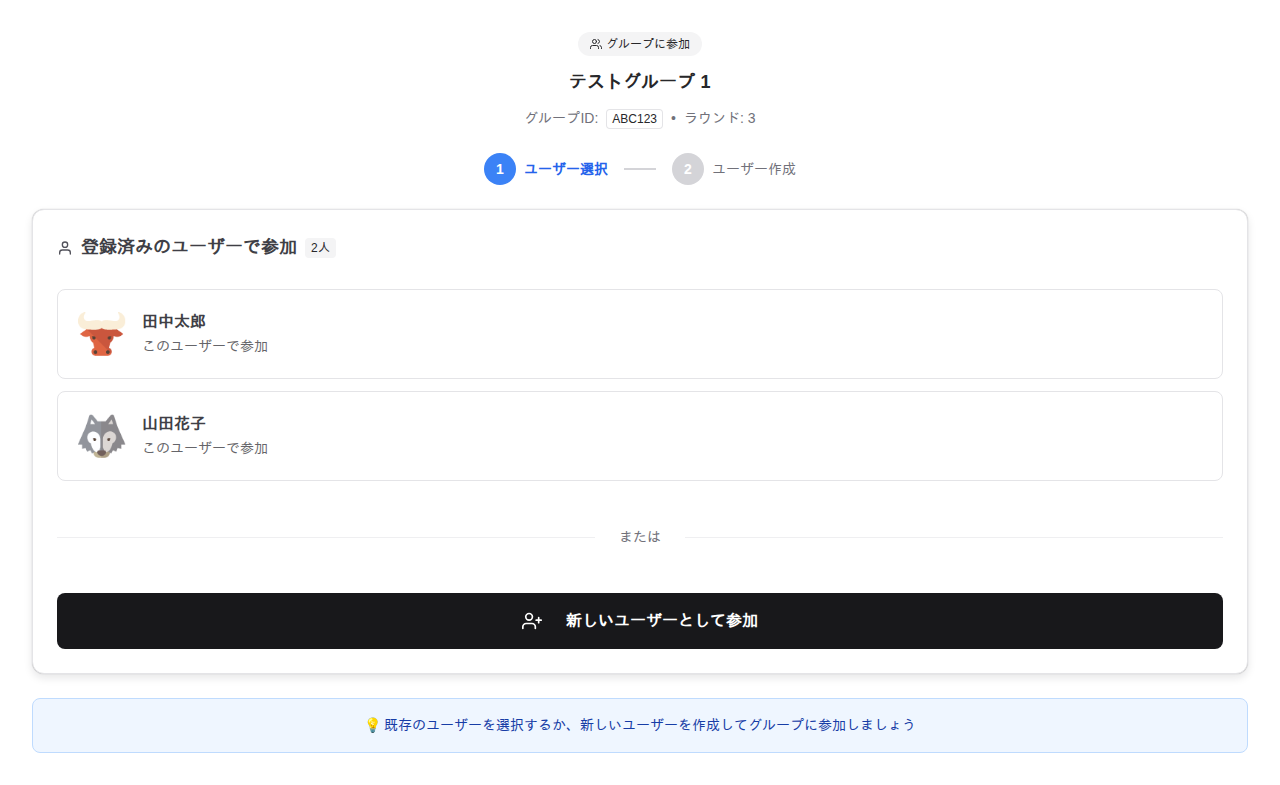 グループに参加
テストグループ 1
グループID: ABC123 • ラウンド: 3
1 ユーザー選択 2 ユーザー作成
登録済みのユーザーで参加 2人
田中太郎
このユーザーで参加
山田花子
このユーザーで参加
または
新しいユーザーとして参加
💡 既存のユーザーを選択するか、新しいユーザーを作成してグループに参加しましょう